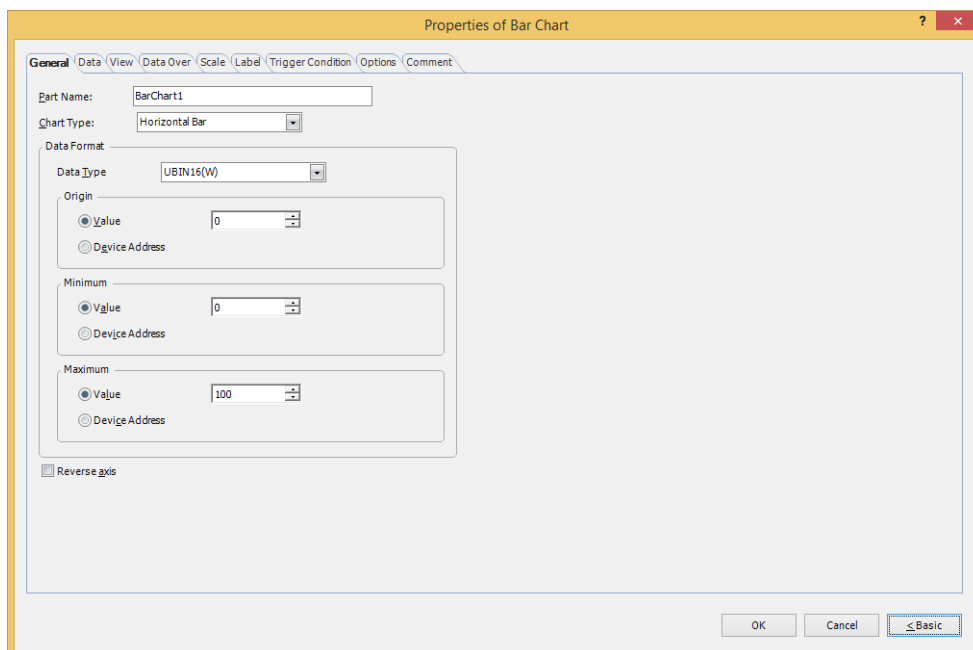 Properties of Bar Chart
?
General Data View Data Over Scale Label Trigger Condition Options Comment
Part Name: BarChart1
Chart Type: Horizontal Bar
Data Format
Data Type UBIN16(W)
Origin
Value 0
Device Address
Minimum
Value 0
Device Address
Maximum
Value 100
Device Address
Reverse axis
OK Cancel < Basic